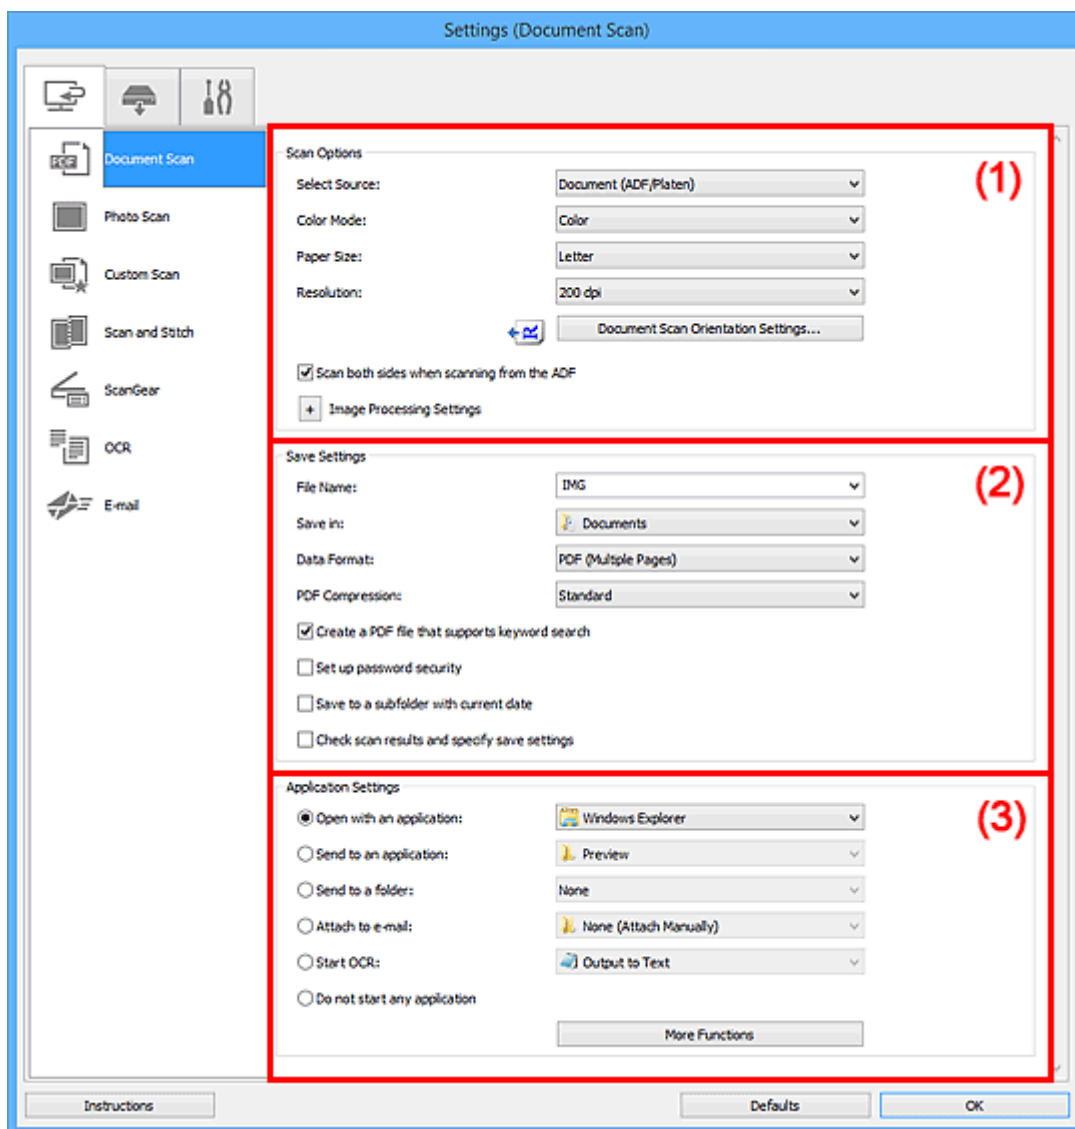 Settings (Document Scan)
PDF
Document Scan
Photo Scan
Custom Scan
Scan and Stitch
ScanGear
OCR
E-mail
Scan Options
(1)
Select Source: Document (ADF/Platen)
Color Mode: Color
Paper Size: Letter
Resolution: 200 dpi
R Document Scan Orientation Settings...
Scan both sides when scanning from the ADF
+ Image Processing Settings
Save Settings
(2)
File Name: IMG
Save in: Documents
Data Format: PDF (Multiple Pages)
PDF Compression: Standard
Create a PDF file that supports keyword search
Set up password security
Save to a subfolder with current date
Check scan results and specify save settings
Application Settings
(3)
Open with an application: Windows Explorer
Send to an application: Preview
Send to a folder: None
Attach to e-mail: None (Attach Manually)
Start OCR: Output to Text
Do not start any application
More Functions
Instructions Defaults OK